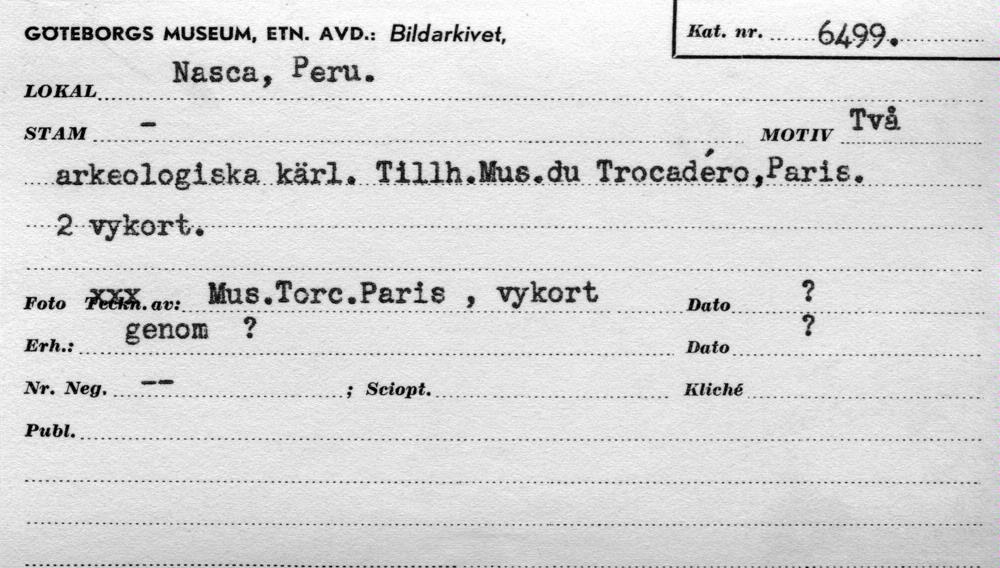 GÖTEBORGS MUSEUM, ETN. AVD.: Bildarkivet,
Kat. nr. 6499.
LOKAL Nasca, Peru.
STAM - MOTIV Två
arkeologiska kärl. Tillh.Mus.du Trocadéro,Paris.
2 vykort.
Foto Teckn. av: Mus.Torc.Paris , vykort Dato ?
Erh.: genom ? Dato ?
Nr. Neg. -- ; Sciopt. Kliché
Publ.